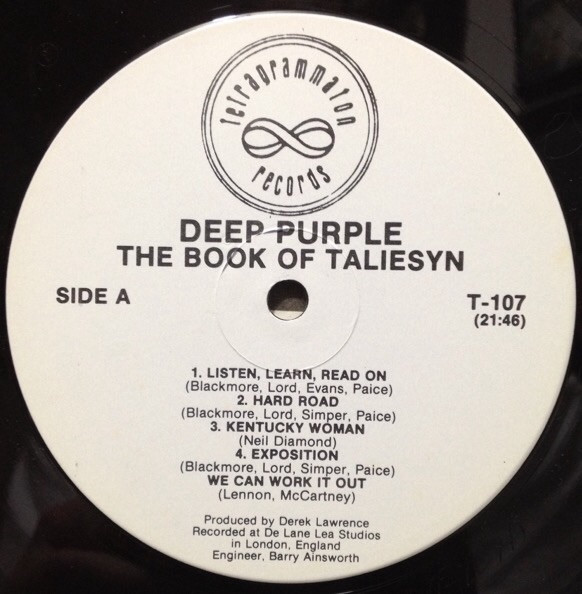 tetragrammaton
records
DEEP PURPLE
THE BOOK OF TALIESYN
SIDE A
T-107
(21:46)
1. LISTEN, LEARN, READ ON
(Blackmore, Lord, Evans, Paice)
2. HARD ROAD
(Blackmore, Lord, Simper, Paice)
3. KENTUCKY WOMAN
(Neil Diamond)
4. EXPOSITION
(Blackmore, Lord, Simper, Paice)
WE CAN WORK IT OUT
(Lennon, McCartney)
Produced by Derek Lawrence
Recorded at De Lane Lea Studios
in London, England
Engineer, Barry Ainsworth